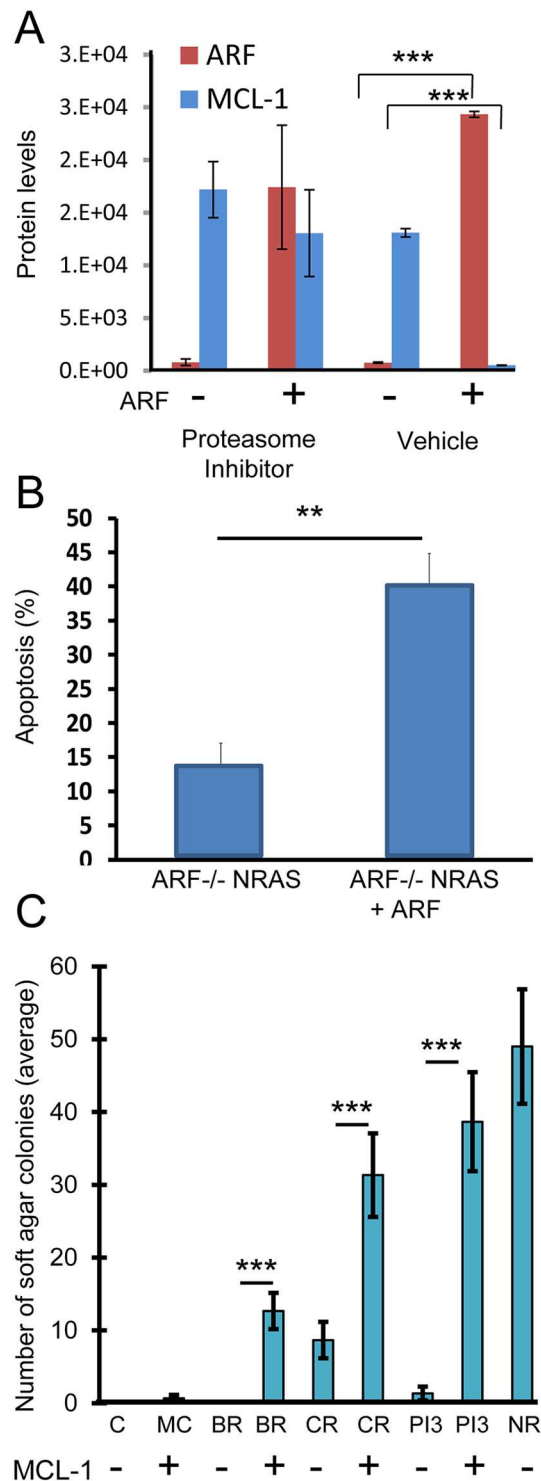 A
3.E+04
3.E+04
2.E+04
2.E+04
1.E+04
5.E+03
0.E+00
Protein levels
ARF
MCL-1
***
***
ARF - + - +
Proteasome Inhibitor
Vehicle
B
50
45
40
35
30
25
20
15
10
5
0
Apoptosis (%)
**
ARF-/- NRAS
ARF-/- NRAS
+ ARF
C
60
50
40
30
20
10
0
Number of soft agar colonies (average)
***
***
***
C MC BR BR CR CR PI3 PI3 NR
MCL-1 - + - + - + - + -